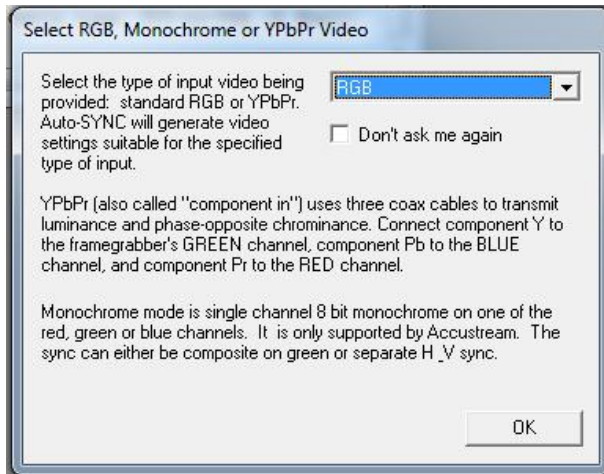 Select RGB, Monochrome or YPbPr Video
Select the type of input video being
provided: standard RGB or YPbPr.
Auto-SYNC will generate video
settings suitable for the specified
type of input.
RGB
Don't ask me again
YPbPr (also called "component in") uses three coax cables to transmit
luminance and phase-opposite chrominance. Connect component Y to
the framegrabber's GREEN channel, component Pb to the BLUE
channel, and component Pr to the RED channel.
Monochrome mode is single channel 8 bit monochrome on one of the
red, green or blue channels. It is only supported by Accustream. The
sync can either be composite on green or separate H_V sync.
OK